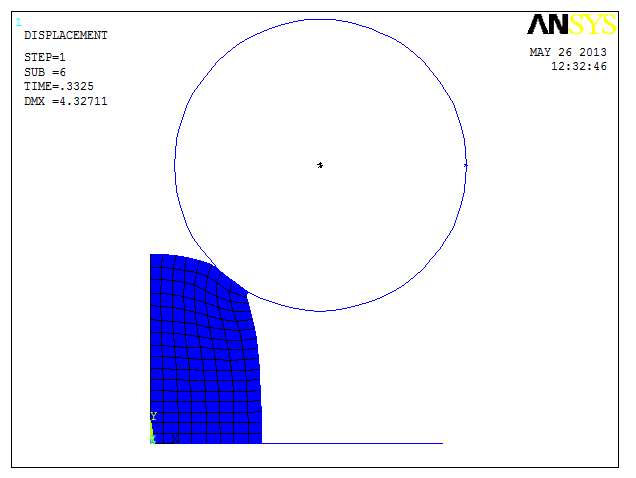 1
DISPLACEMENT
STEP=1
SUB =6
TIME=.3325
DMX =4.32711
ANSYS
MAY 26 2013
12:32:46
Y
X